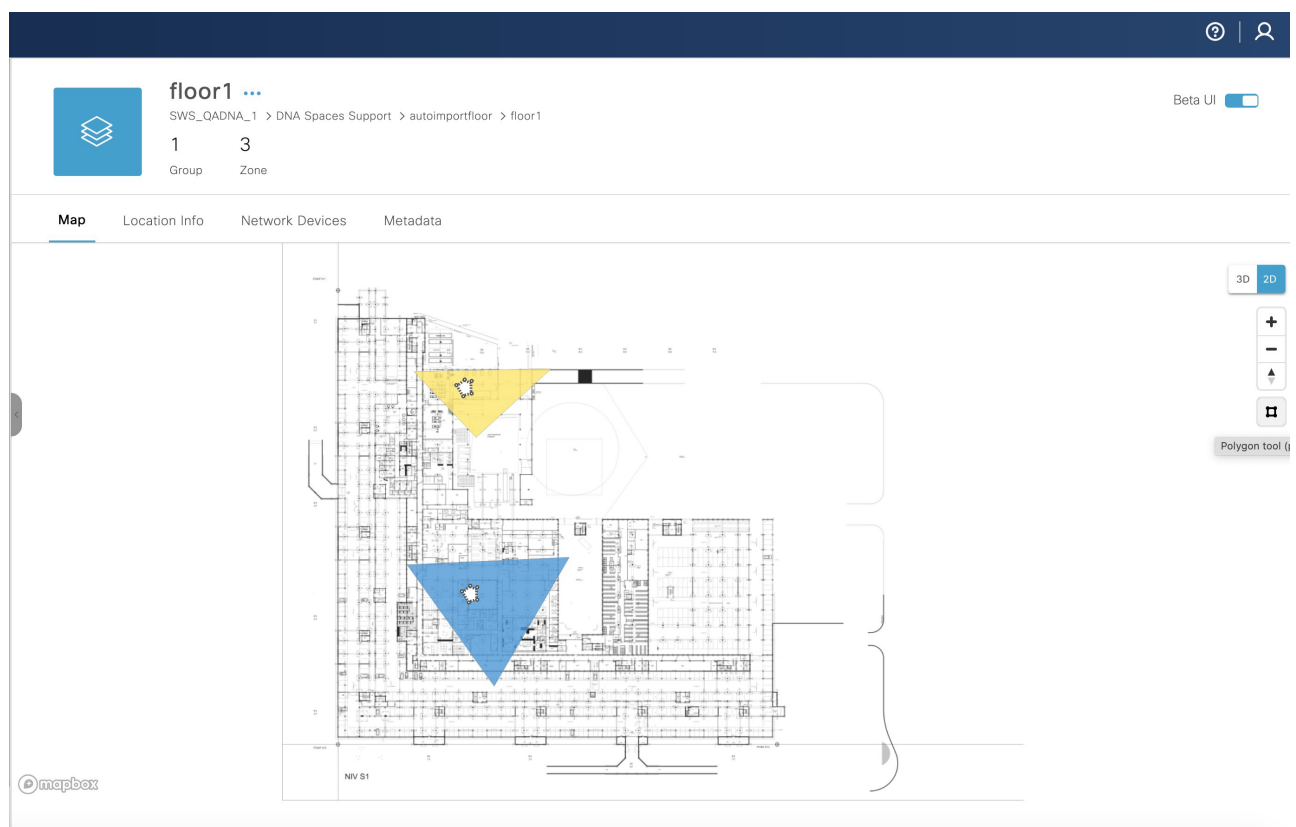 floor1 •••
Beta UI
SWS_QADNA_1 > DNA Spaces Support > autoimportfloor > floor1
1 3
Group Zone
Map Location Info Network Devices Metadata
3D 2D
Polygon tool (
NIV S1
mapbox